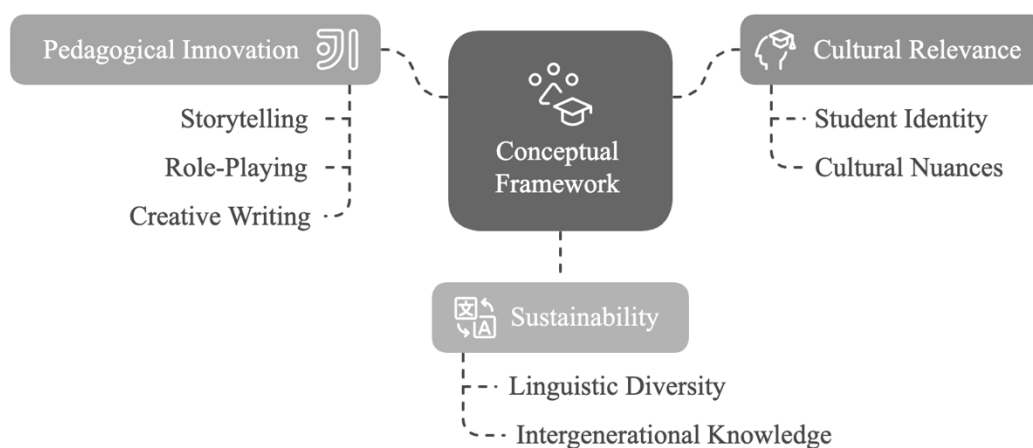 Pedagogical Innovation
Storytelling
Role-Playing
Creative Writing
Conceptual
Framework
Cultural Relevance
Student Identity
Cultural Nuances
文
A
Sustainability
Linguistic Diversity
Intergenerational Knowledge